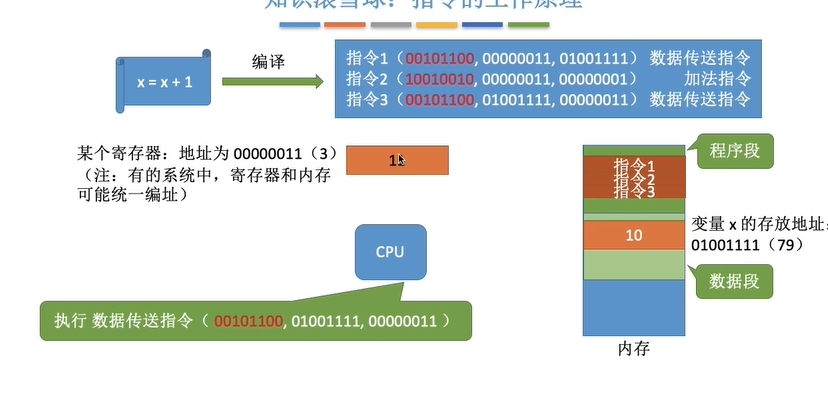 知识滚雪球：指令的工作原理
x = x + 1
编译
指令1（00101100, 00000011, 01001111） 数据传送指令
指令2（10010010, 00000011, 00000001） 加法指令
指令3（00101100, 01001111, 00000011） 数据传送指令
某个寄存器：地址为 00000011（3）
（注：有的系统中，寄存器和内存
可能统一编址）
程序段
指令1
指令2
指令3
变量 x 的存放地址：
01001111（79）
10
CPU
数据段
执行 数据传送指令（ 00101100, 01001111, 00000011 ）
内存